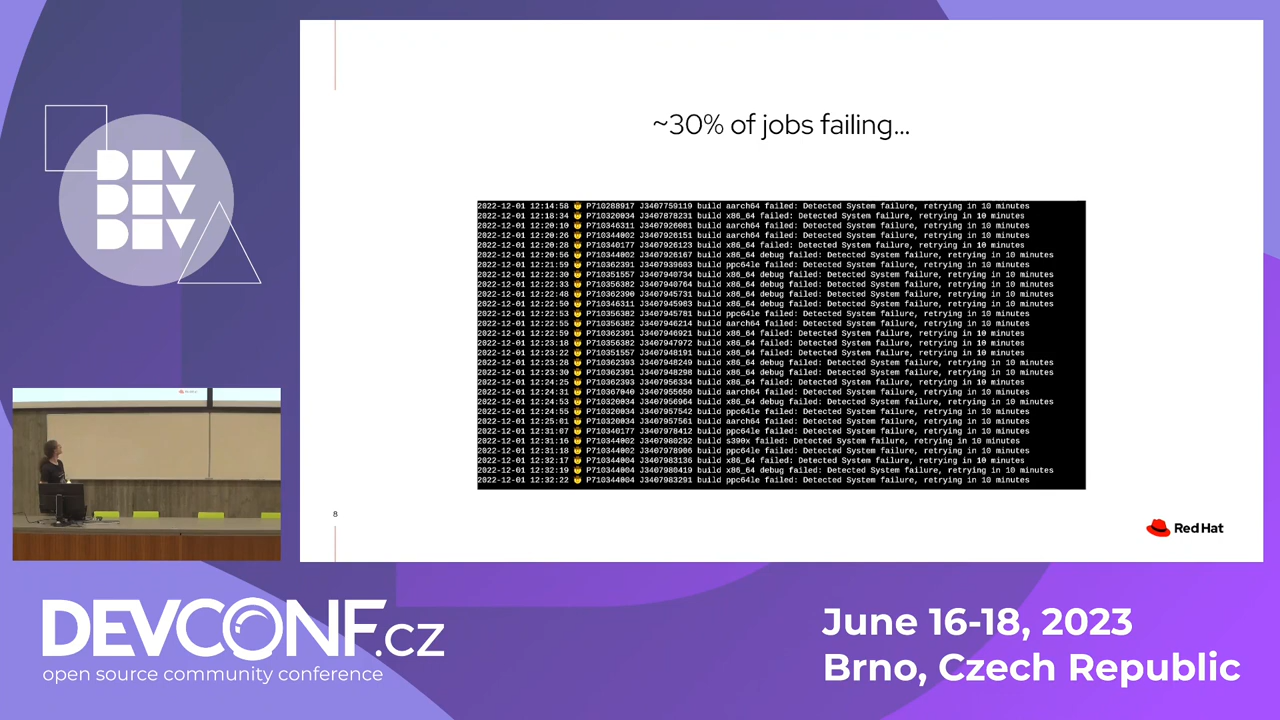 ~30% of jobs failing...
2022-12-01 12:14:58 P710288917 J3407759119 build aarch64 failed: Detected System failure, retrying in 10 minutes
2022-12-01 12:18:34 P710320034 J3407878231 build x86_64 failed: Detected System failure, retrying in 10 minutes
2022-12-01 12:20:19 P710346311 J3407926081 build aarch64 failed: Detected System failure, retrying in 10 minutes
2022-12-01 12:20:26 P710344002 J3407926151 build aarch64 failed: Detected System failure, retrying in 10 minutes
2022-12-01 12:20:28 P710340177 J3407926123 build x86_64 failed: Detected System failure, retrying in 10 minutes
2022-12-01 12:20:56 P710344002 J3407926167 build x86_64 debug failed: Detected System failure, retrying in 10 minutes
2022-12-01 12:21:59 P710362391 J3407939603 build ppc64le failed: Detected System failure, retrying in 10 minutes
2022-12-01 12:22:30 P710351557 J3407940734 build x86_64 debug failed: Detected System failure, retrying in 10 minutes
2022-12-01 12:22:33 P710356382 J3407940764 build x86_64 debug failed: Detected System failure, retrying in 10 minutes
2022-12-01 12:22:48 P710362390 J3407945731 build x86_64 debug failed: Detected System failure, retrying in 10 minutes
2022-12-01 12:22:50 P710346311 J3407945983 build x86_64 debug failed: Detected System failure, retrying in 10 minutes
2022-12-01 12:22:53 P710356382 J3407945781 build ppc64le failed: Detected System failure, retrying in 10 minutes
2022-12-01 12:22:55 P710356382 J3407946214 build aarch64 failed: Detected System failure, retrying in 10 minutes
2022-12-01 12:22:59 P710362391 J3407946921 build x86_64 failed: Detected System failure, retrying in 10 minutes
2022-12-01 12:23:18 P710356382 J3407947972 build x86_64 failed: Detected System failure, retrying in 10 minutes
2022-12-01 12:23:22 P710351557 J3407948191 build x86_64 failed: Detected System failure, retrying in 10 minutes
2022-12-01 12:23:28 P710362393 J3407948249 build x86_64 debug failed: Detected System failure, retrying in 10 minutes
2022-12-01 12:23:30 P710362391 J3407948298 build x86_64 debug failed: Detected System failure, retrying in 10 minutes
2022-12-01 12:24:25 P710362393 J3407956334 build x86_64 failed: Detected System failure, retrying in 10 minutes
2022-12-01 12:24:31 P710367040 J3407955650 build aarch64 failed: Detected System failure, retrying in 10 minutes
2022-12-01 12:24:53 P710320034 J3407956964 build x86_64 debug failed: Detected System failure, retrying in 10 minutes
2022-12-01 12:24:55 P710320034 J3407957542 build ppc64le failed: Detected System failure, retrying in 10 minutes
2022-12-01 12:25:01 P710320034 J3407957561 build aarch64 failed: Detected System failure, retrying in 10 minutes
2022-12-01 12:31:07 P710340177 J3407978412 build ppc64le failed: Detected System failure, retrying in 10 minutes
2022-12-01 12:31:16 P710344002 J3407980292 build s390x failed: Detected System failure, retrying in 10 minutes
2022-12-01 12:31:18 P710344002 J3407978906 build ppc64le failed: Detected System failure, retrying in 10 minutes
2022-12-01 12:32:17 P710344004 J3407983136 build x86_64 failed: Detected System failure, retrying in 10 minutes
2022-12-01 12:32:19 P710344004 J3407980419 build x86_64 debug failed: Detected System failure, retrying in 10 minutes
2022-12-01 12:32:22 P710344004 J3407983291 build ppc64le failed: Detected System failure, retrying in 10 minutes
8
Red Hat
DEV
DEV
DEV
DEVCONF.cz
open source community conference
June 16-18, 2023
Brno, Czech Republic